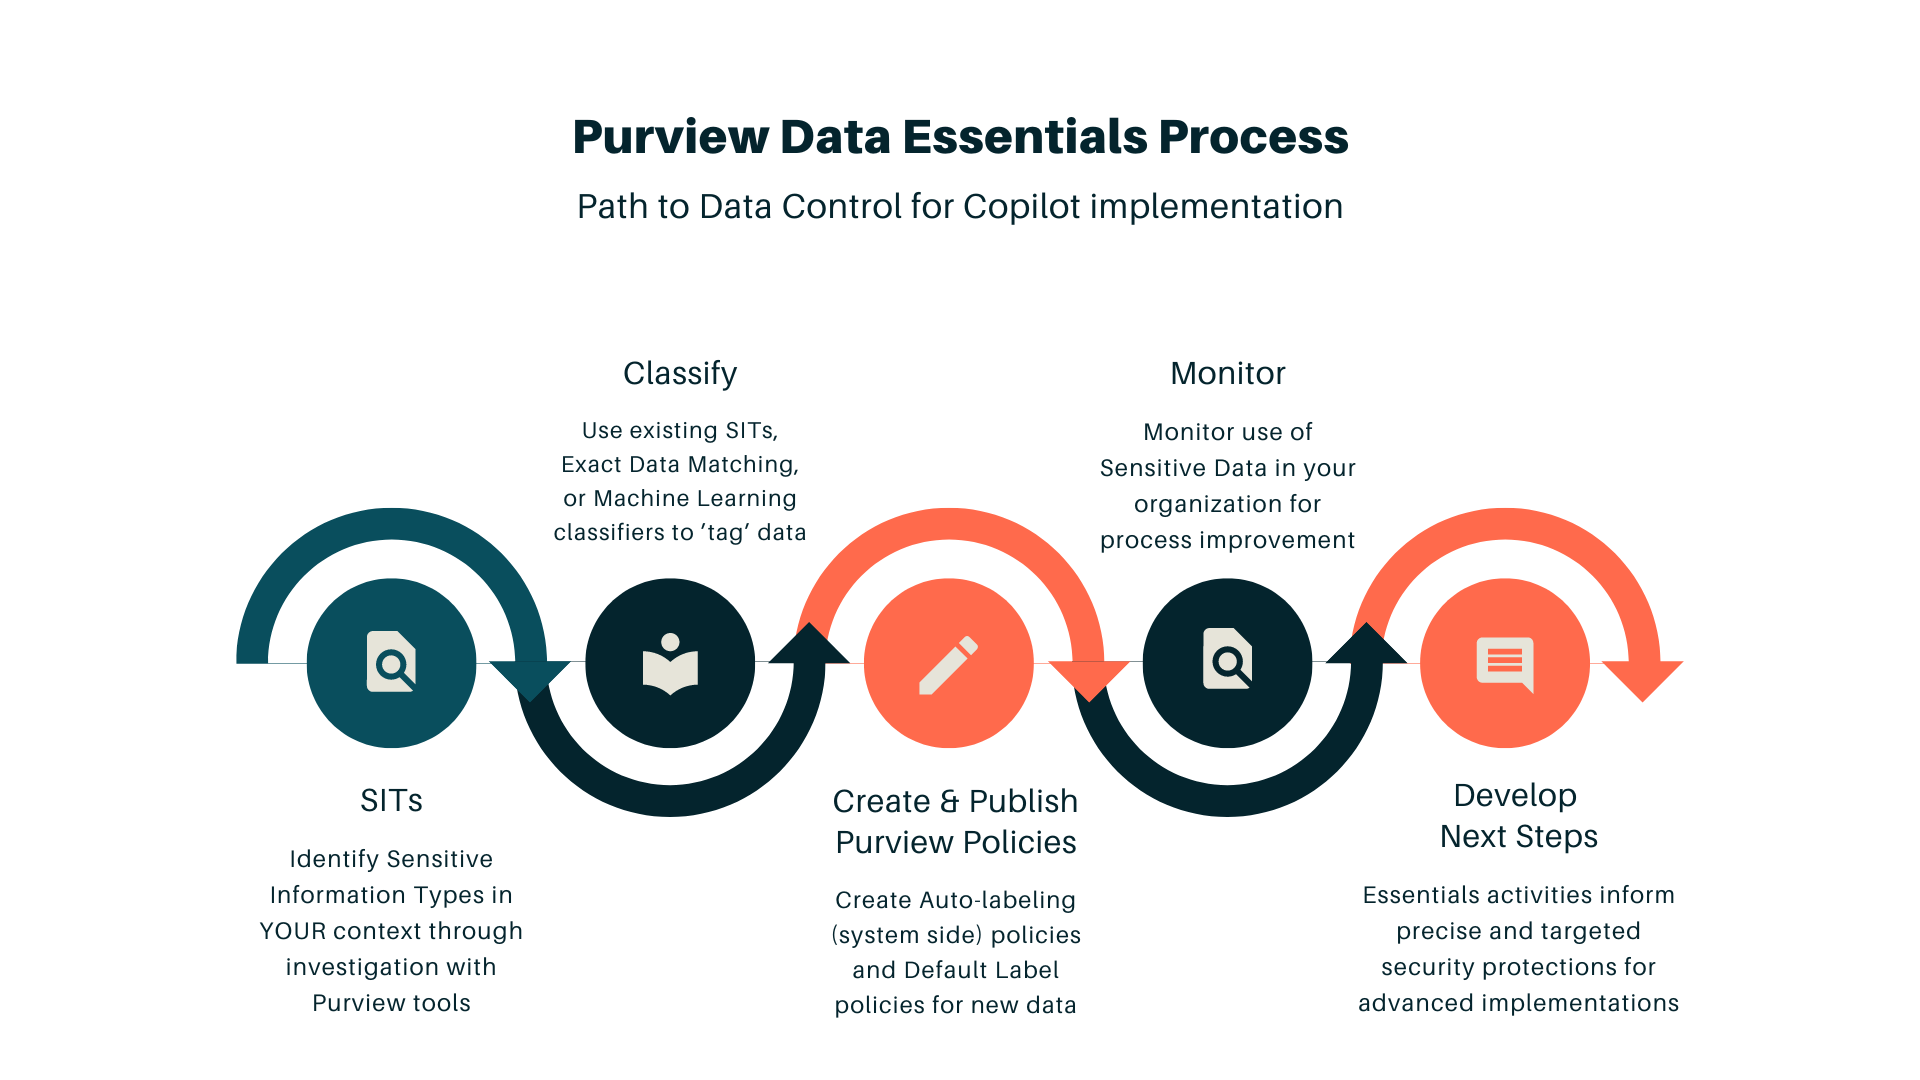 Purview Data Essentials Process
Path to Data Control for Copilot implementation
SITs
Identify Sensitive
Information Types in
YOUR context through
investigation with
Purview tools
Classify
Use existing SITs,
Exact Data Matching,
or Machine Learning
classifiers to ’tag’ data
Create & Publish
Purview Policies
Create Auto-labeling
(system side) policies
and Default Label
policies for new data
Monitor
Monitor use of
Sensitive Data in your
organization for
process improvement
Develop
Next Steps
Essentials activities inform
precise and targeted
security protections for
advanced implementations